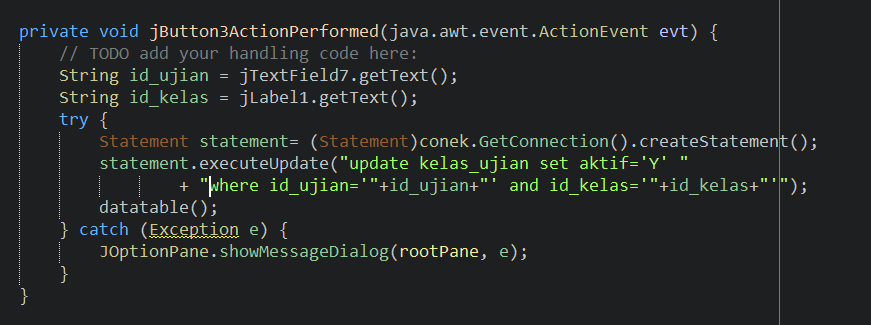 private void jButton3ActionPerformed(java.awt.event.ActionEvent evt) {
// TODO add your handling code here:
String id_ujian = jTextField7.getText();
String id_kelas = jLabel1.getText();
try {
Statement statement= (Statement)conek.GetConnection().createStatement();
statement.executeUpdate("update kelas_ujian set aktif='Y' "
+ "where id_ujian='"+id_ujian+"' and id_kelas='"+id_kelas+"'");
datatable();
} catch (Exception e) {
JOptionPane.showMessageDialog(rootPane, e);
}
}